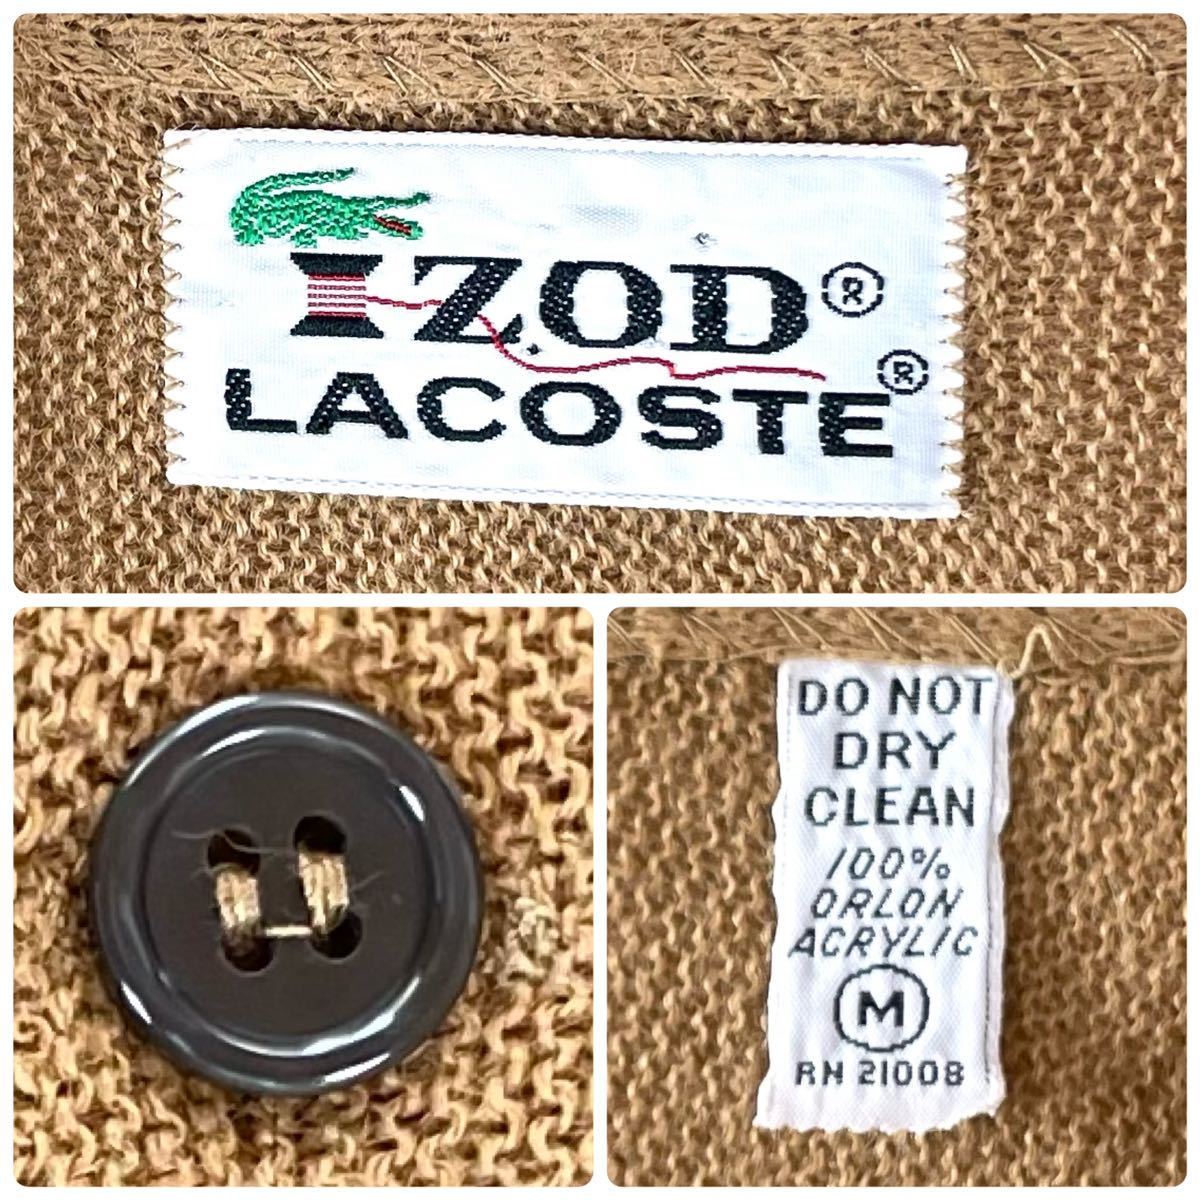 IZOD®
LACOSTE®
DO NOT
DRY
CLEAN
100%
ORLON
ACRYLIC
M
RN 21008